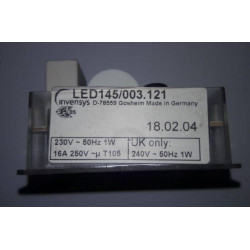 LED145/003.121
invensys D-78559 Gosheim Made in Germany
18.02.04
230V ~ 50Hz 1W
16A 250V ~µ T105
UK only:
240V ~ 50Hz 1W